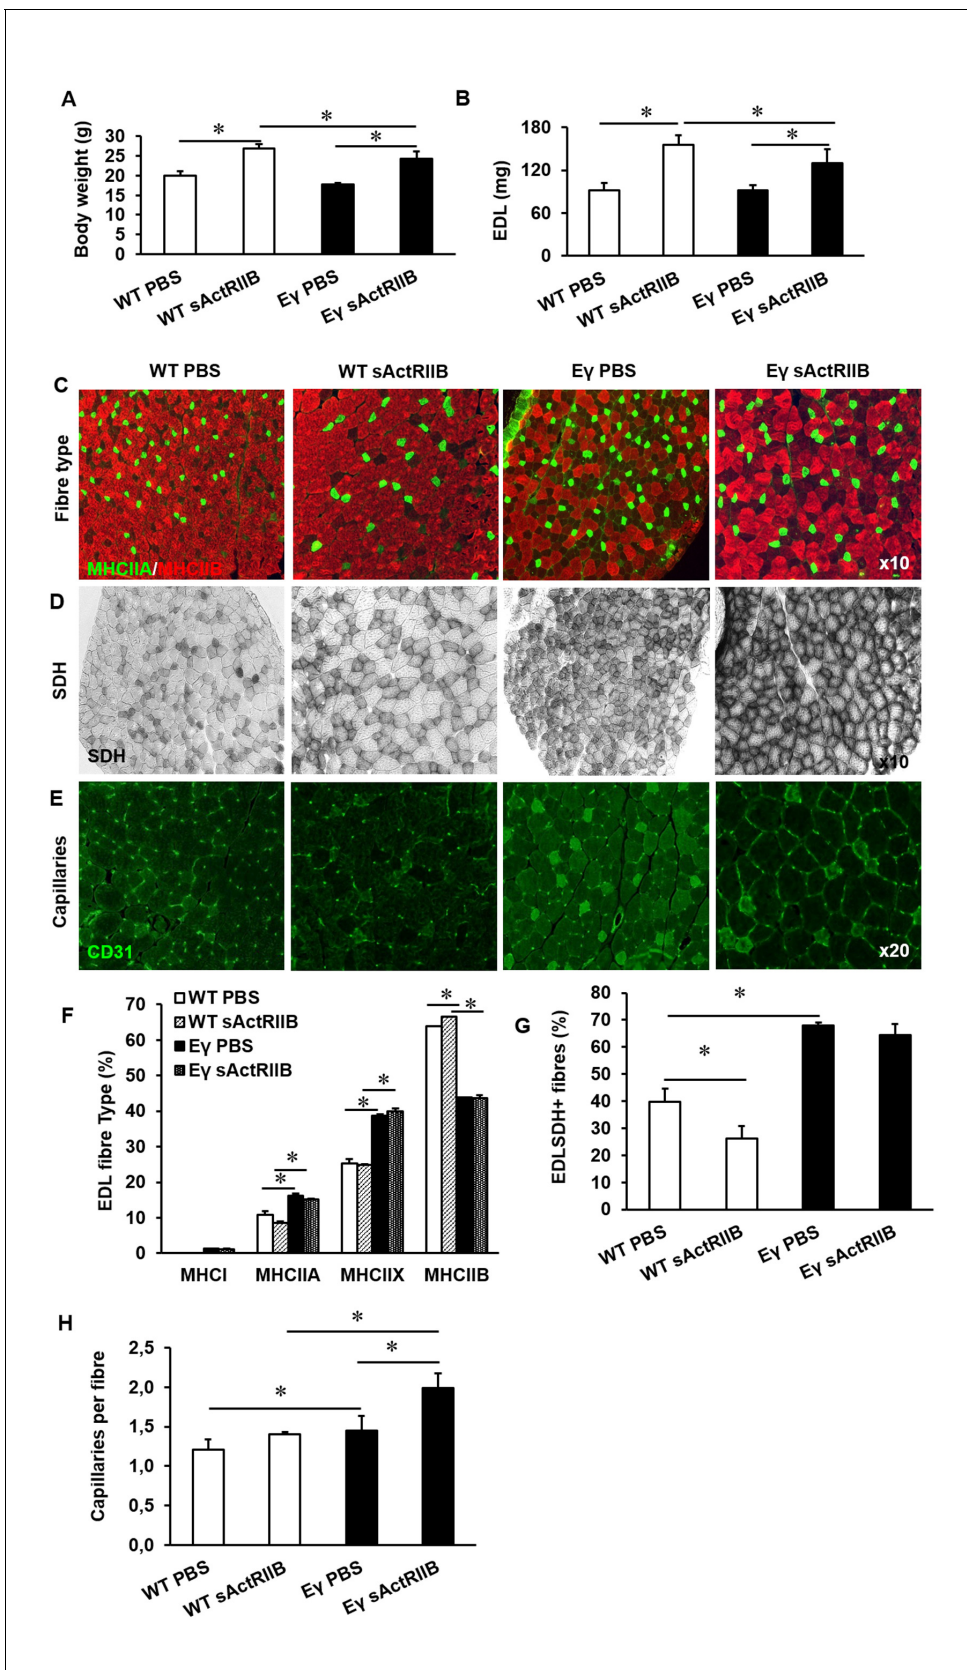 A
Body weight (g)
30
25
20
15
10
5
0
*
*
*
WT PBS
WT sActRIIB
Eγ PBS
Eγ sActRIIB
B
EDL (mg)
180
120
60
0
*
*
*
WT PBS
WT sActRIIB
Eγ PBS
Eγ sActRIIB
WT PBS
WT sActRIIB
Eγ PBS
Eγ sActRIIB
C
Fibre type
MHCIIA/MHCIIB
x10
D
SDH
SDH
x10
E
Capillaries
CD31
x20
F
EDL fibre Type (%)
70
60
50
40
30
20
10
0
WT PBS
WT sActRIIB
Eγ PBS
Eγ sActRIIB
*
*
*
*
*
*
MHCI
MHCIIA
MHCIIX
MHCIIB
G
EDLSDH+ fibres (%)
80
70
60
50
40
30
20
10
0
*
*
WT PBS
WT sActRIIB
Eγ PBS
Eγ sActRIIB
H
Capillaries per fibre
2,5
2,0
1,5
1,0
0,5
0,0
*
*
*
WT PBS
WT sActRIIB
Eγ PBS
Eγ sActRIIB